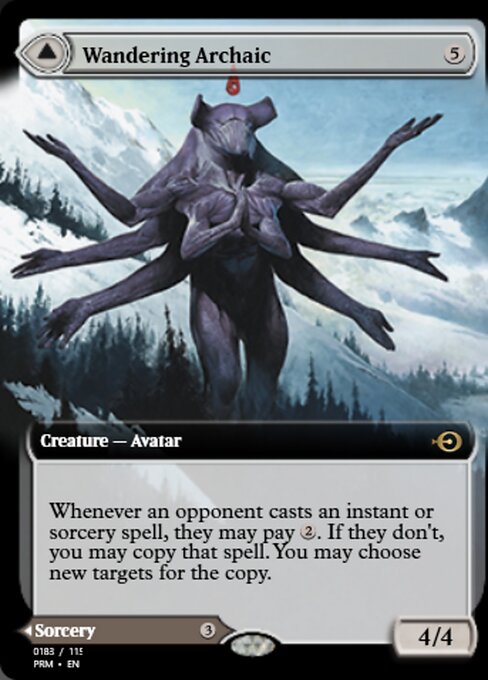 Wandering Archaic
5
Creature — Avatar
Whenever an opponent casts an instant or
sorcery spell, they may pay 2. If they don't,
you may copy that spell. You may choose
new targets for the copy.
Sorcery
3
4/4
0183 / 115
PRM • EN